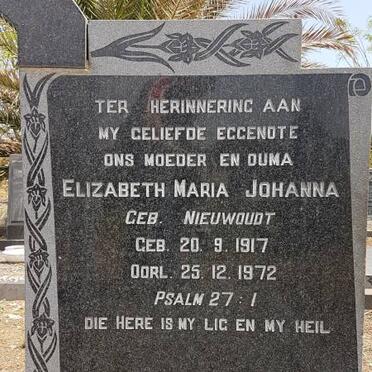 TER HERINNERING AAN
MY GELIEFDE EGGENOTE
ONS MOEDER EN OUMA
ELIZABETH MARIA JOHANNA
GEB. NIEUWOUDT
GEB. 20. 9. 1917
OORL. 25. 12. 1972
PSALM 27 : 1
DIE HERE IS MY LIG EN MY HEIL